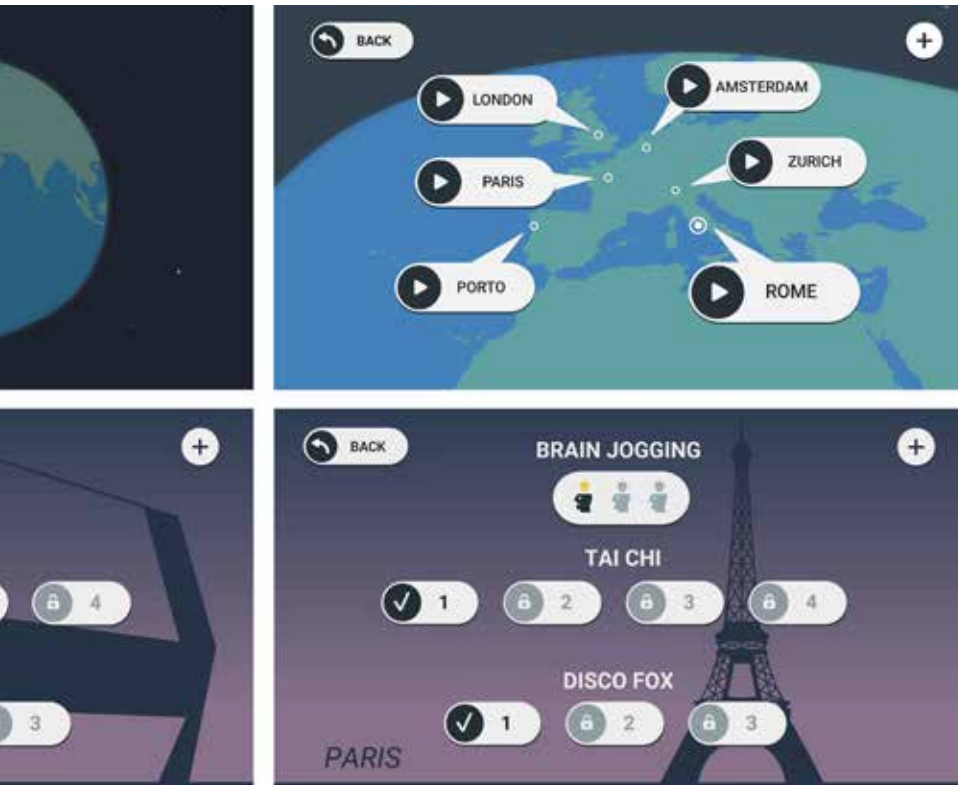 BACK
+
LONDON
AMSTERDAM
PARIS
ZURICH
PORTO
ROME
+
4
3
BACK
+
BRAIN JOGGING
TAI CHI
1 2 3 4
DISCO FOX
1 2 3
PARIS